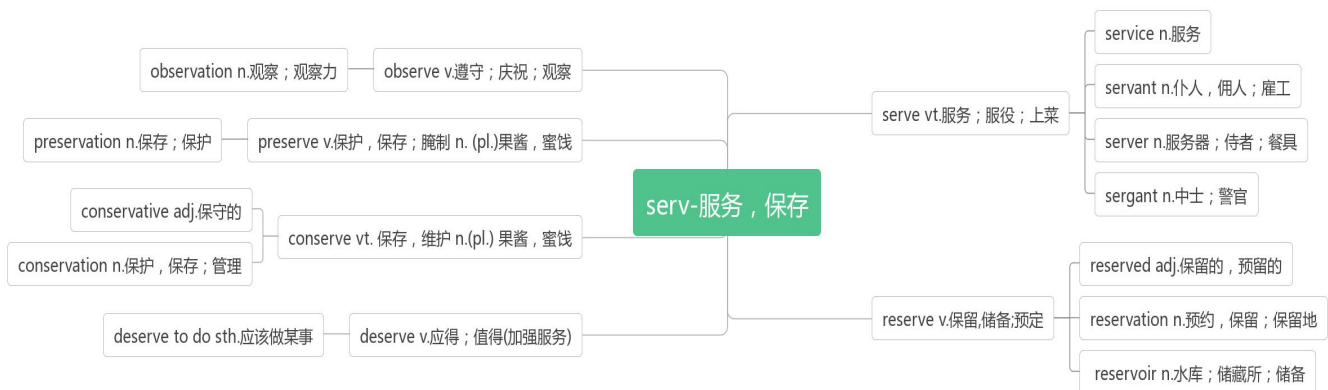 serv-服务，保存
serve vt.服务；服役；上菜
service n.服务
servant n.仆人，佣人；雇工
server n.服务器；侍者；餐具
sergant n.中士；警官
reserve v.保留,储备;预定
reserved adj.保留的，预留的
reservation n.预约，保留；保留地
reservoir n.水库；储藏所；储备
observe v.遵守；庆祝；观察
observation n.观察；观察力
preserve v.保护，保存；腌制 n. (pl.)果酱，蜜饯
preservation n.保存；保护
conserve vt. 保存，维护 n.(pl.) 果酱，蜜饯
conservative adj.保守的
conservation n.保护，保存；管理
deserve v.应得；值得(加强服务)
deserve to do sth.应该做某事